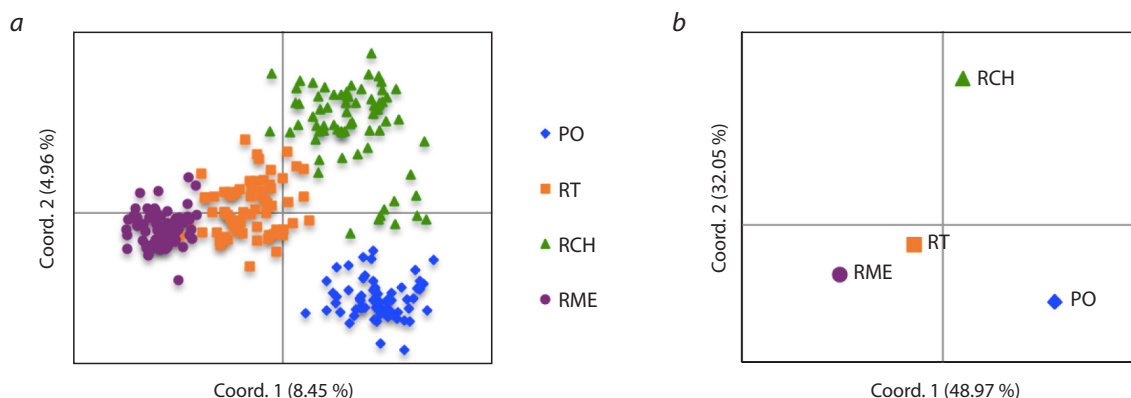 a
Coord. 2 (4.96 %)
Coord. 1 (8.45 %)
PO
RT
RCH
RME
b
Coord. 2 (32.05 %)
RCH
RT
RME
PO
Coord. 1 (48.97 %)